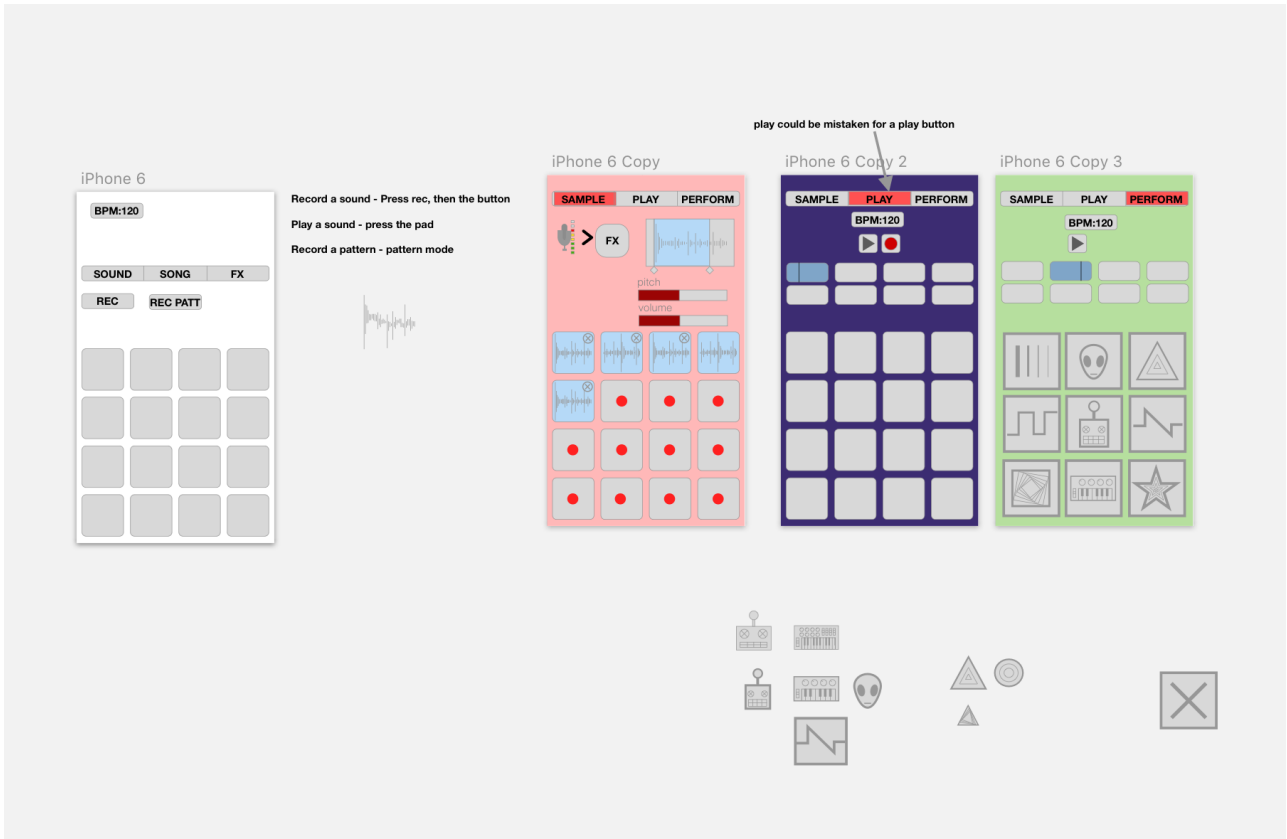 play could be mistaken for a play button
iPhone 6
BPM:120
SOUND SONG FX
REC REC PATT
Record a sound - Press rec, then the button
Play a sound - press the pad
Record a pattern - pattern mode
iPhone 6 Copy
SAMPLE PLAY PERFORM
FX
pitch
volume
iPhone 6 Copy 2
SAMPLE PLAY PERFORM
BPM:120
iPhone 6 Copy 3
SAMPLE PLAY PERFORM
BPM:120